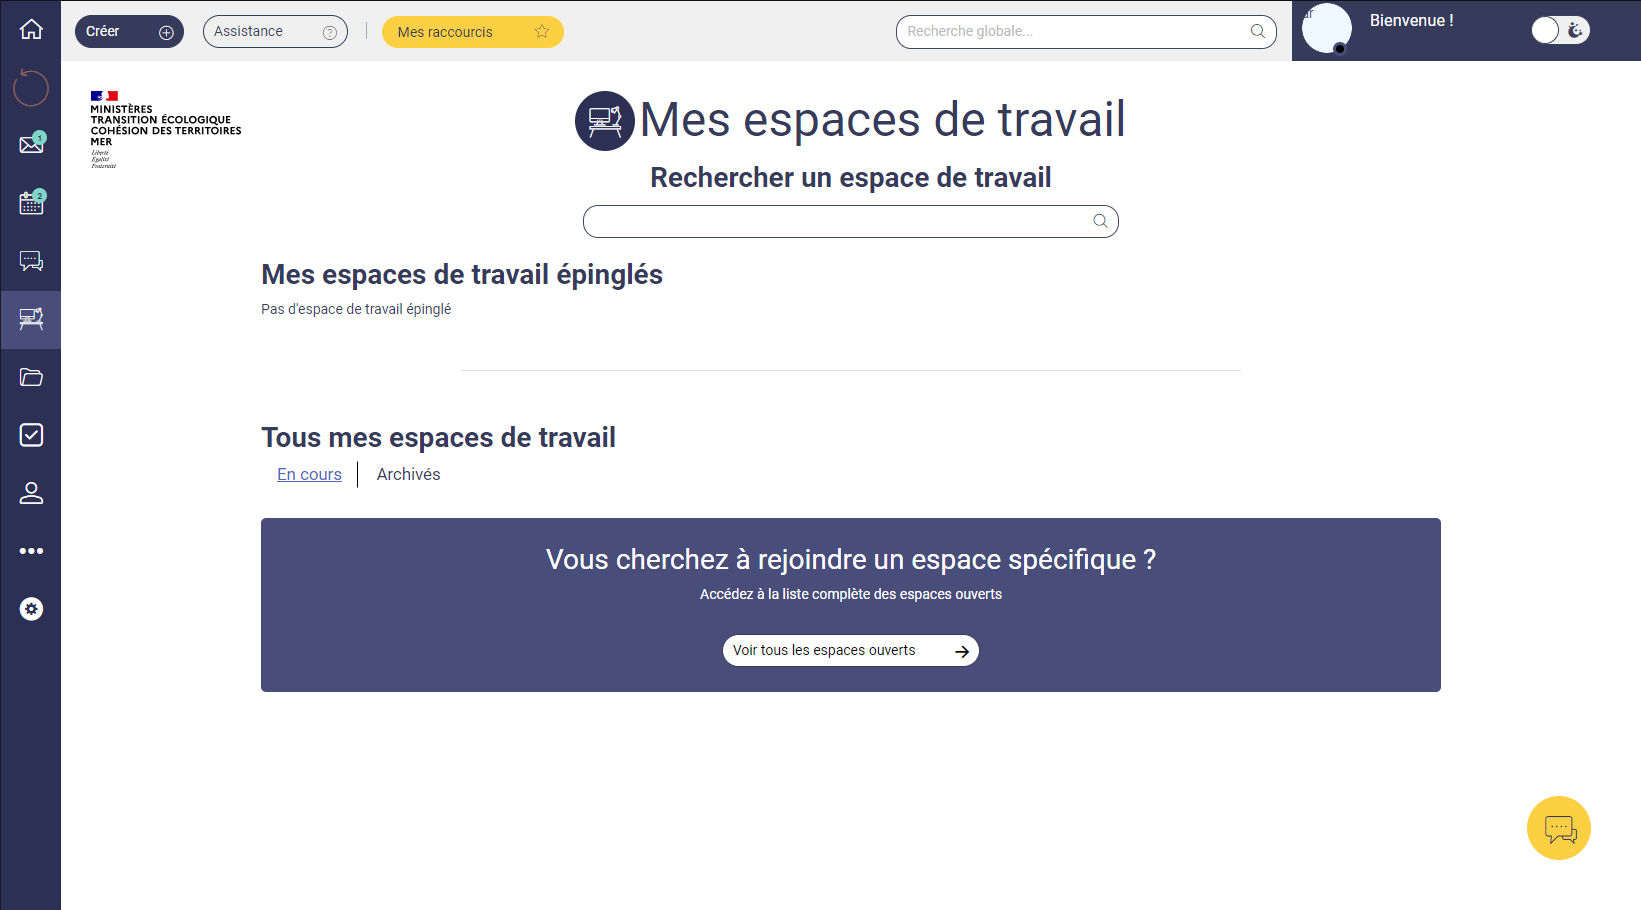 Créer
Assistance
Mes raccourcis
Recherche globale...
Bienvenue !
1
2
MINISTÈRES
TRANSITION ÉCOLOGIQUE
COHÉSION DES TERRITOIRES
MER
Liberté
Égalité
Fraternité
Mes espaces de travail
Rechercher un espace de travail
Mes espaces de travail épinglés
Pas d'espace de travail épinglé
Tous mes espaces de travail
En cours
Archivés
Vous cherchez à rejoindre un espace spécifique ?
Accédez à la liste complète des espaces ouverts
Voir tous les espaces ouverts